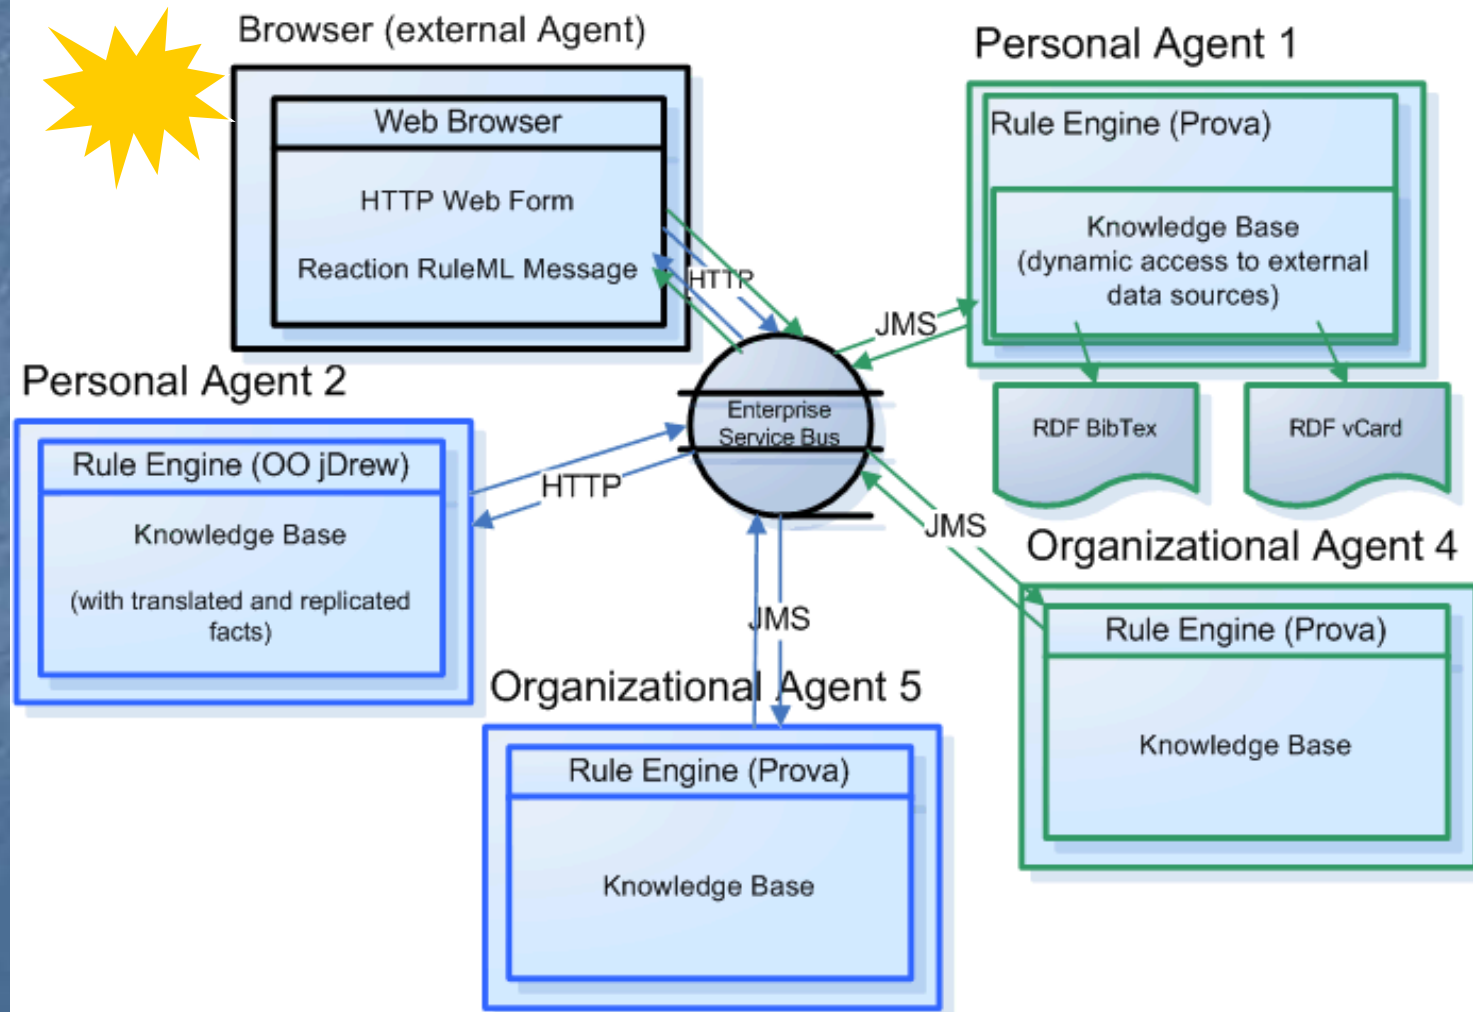 Browser (external Agent)
Web Browser
HTTP Web Form
Reaction RuleML Message
HTTP
Personal Agent 1
Rule Engine (Prova)
Knowledge Base
(dynamic access to external
data sources)
JMS
RDF BibTex
RDF vCard
Personal Agent 2
Rule Engine (OO jDrew)
Knowledge Base
(with translated and replicated
facts)
HTTP
Enterprise
Service Bus
JMS
Organizational Agent 4
Rule Engine (Prova)
Knowledge Base
JMS
Organizational Agent 5
Rule Engine (Prova)
Knowledge Base